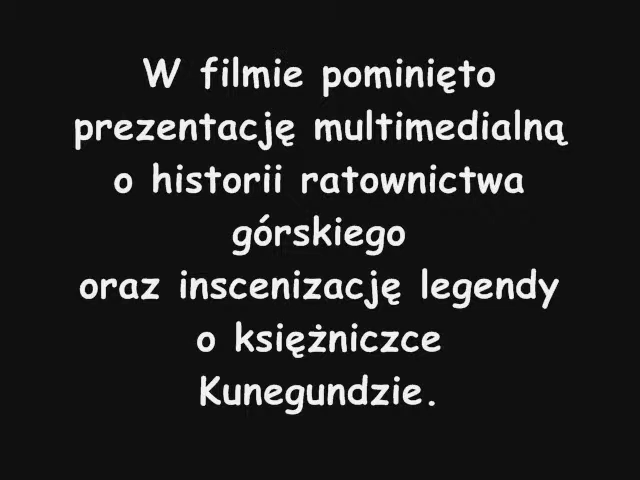 W filmie pominięto
prezentację multimedialną
o historii ratownictwa
górskiego
oraz inscenizację legendy
o księżniczce
Kunegundzie.